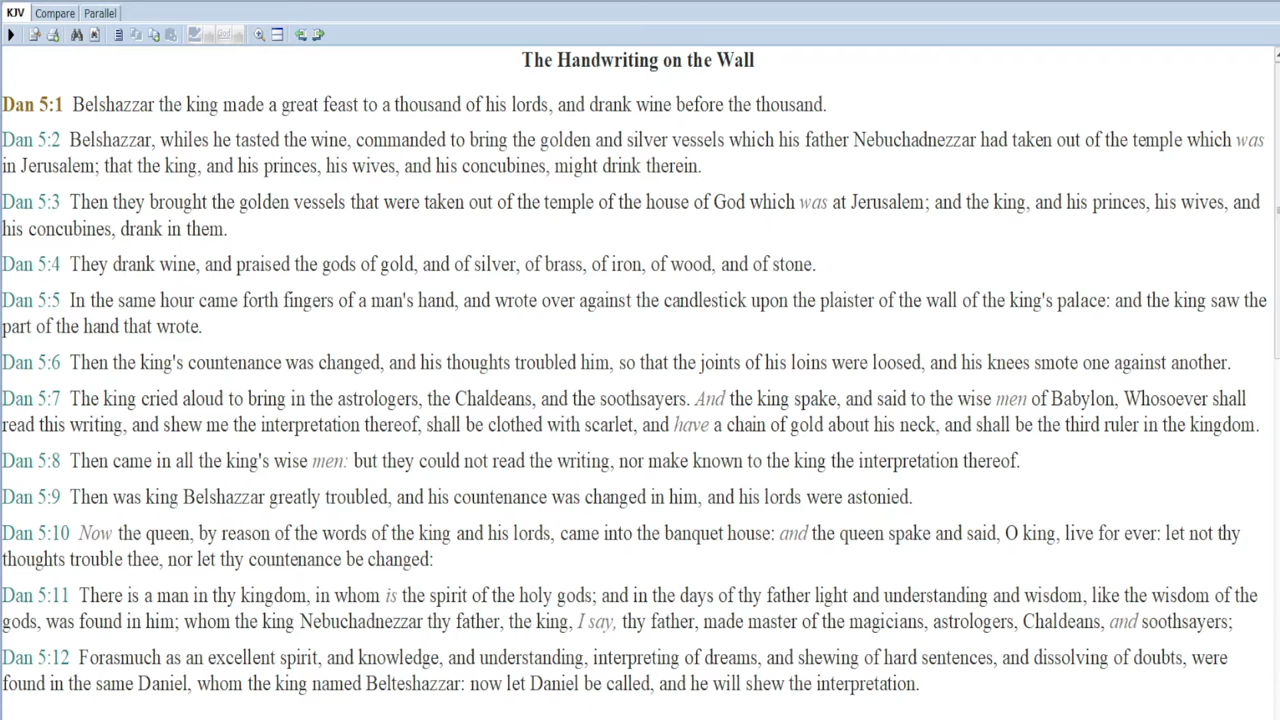 KJV Compare Parallel
The Handwriting on the Wall
Dan 5:1 Belshazzar the king made a great feast to a thousand of his lords, and drank wine before the thousand.
Dan 5:2 Belshazzar, whiles he tasted the wine, commanded to bring the golden and silver vessels which his father Nebuchadnezzar had taken out of the temple which was
in Jerusalem; that the king, and his princes, his wives, and his concubines, might drink therein.
Dan 5:3 Then they brought the golden vessels that were taken out of the temple of the house of God which was at Jerusalem; and the king, and his princes, his wives, and
his concubines, drank in them.
Dan 5:4 They drank wine, and praised the gods of gold, and of silver, of brass, of iron, of wood, and of stone.
Dan 5:5 In the same hour came forth fingers of a man's hand, and wrote over against the candlestick upon the plaister of the wall of the king's palace: and the king saw the
part of the hand that wrote.
Dan 5:6 Then the king's countenance was changed, and his thoughts troubled him, so that the joints of his loins were loosed, and his knees smote one against another.
Dan 5:7 The king cried aloud to bring in the astrologers, the Chaldeans, and the soothsayers. And the king spake, and said to the wise men of Babylon, Whosoever shall
read this writing, and shew me the interpretation thereof, shall be clothed with scarlet, and have a chain of gold about his neck, and shall be the third ruler in the kingdom.
Dan 5:8 Then came in all the king's wise men: but they could not read the writing, nor make known to the king the interpretation thereof.
Dan 5:9 Then was king Belshazzar greatly troubled, and his countenance was changed in him, and his lords were astonied.
Dan 5:10 Now the queen, by reason of the words of the king and his lords, came into the banquet house: and the queen spake and said, O king, live for ever: let not thy
thoughts trouble thee, nor let thy countenance be changed:
Dan 5:11 There is a man in thy kingdom, in whom is the spirit of the holy gods; and in the days of thy father light and understanding and wisdom, like the wisdom of the
gods, was found in him; whom the king Nebuchadnezzar thy father, the king, I say, thy father, made master of the magicians, astrologers, Chaldeans, and soothsayers;
Dan 5:12 Forasmuch as an excellent spirit, and knowledge, and understanding, interpreting of dreams, and shewing of hard sentences, and dissolving of doubts, were
found in the same Daniel, whom the king named Belteshazzar: now let Daniel be called, and he will shew the interpretation.